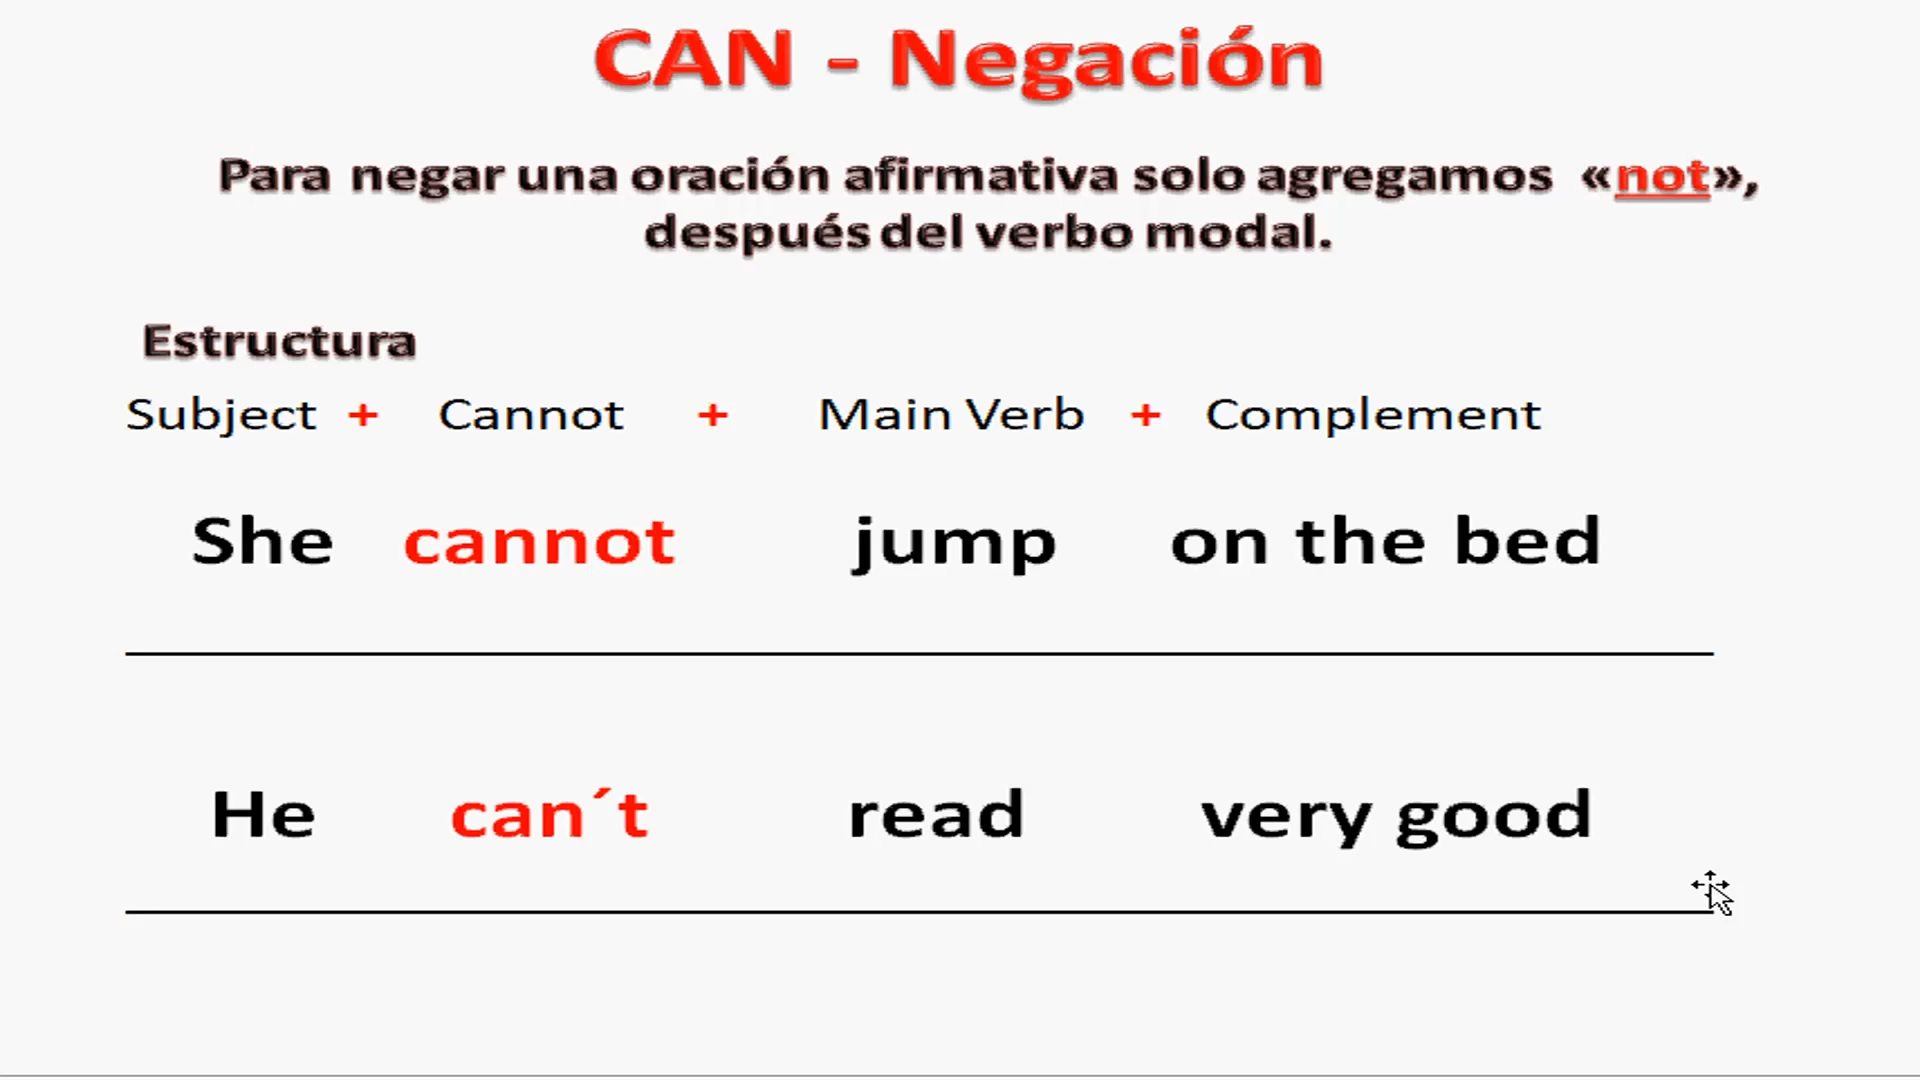 CAN - Negación
Para negar una oración afirmativa solo agregamos «not»,
después del verbo modal.
Estructura
Subject + Cannot + Main Verb + Complement
She cannot jump on the bed
He can´t read very good